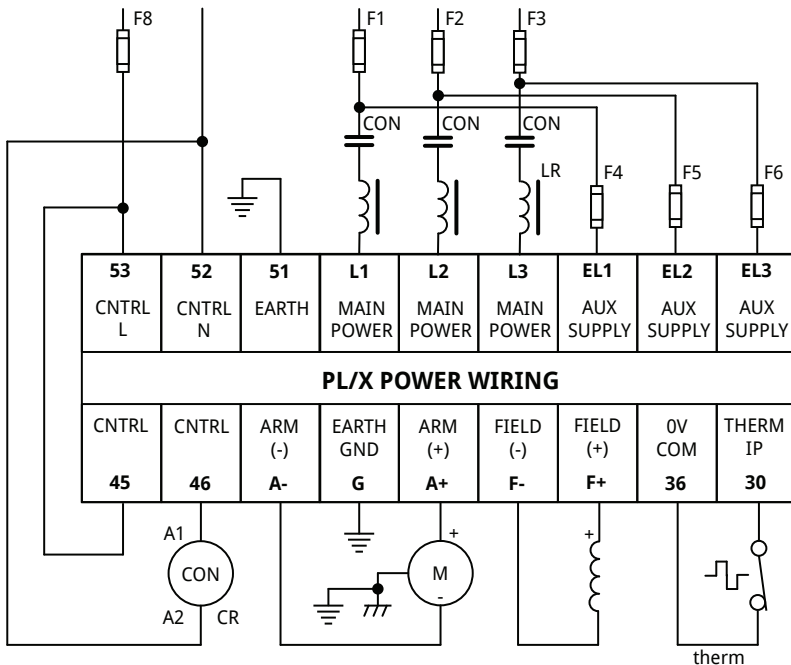 F8
F1
F2
F3
CON
CON
CON
LR
F4
F5
F6
53
52
51
L1
L2
L3
EL1
EL2
EL3
CNTRL
L
CNTRL
N
EARTH
MAIN
POWER
MAIN
POWER
MAIN
POWER
AUX
SUPPLY
AUX
SUPPLY
AUX
SUPPLY
PL/X POWER WIRING
CNTRL
CNTRL
ARM
(-)
EARTH
GND
ARM
(+)
FIELD
(-)
FIELD
(+)
0V
COM
THERM
IP
45
46
A-
G
A+
F-
F+
36
30
A1
CON
A2
CR
+
M
-
+
therm